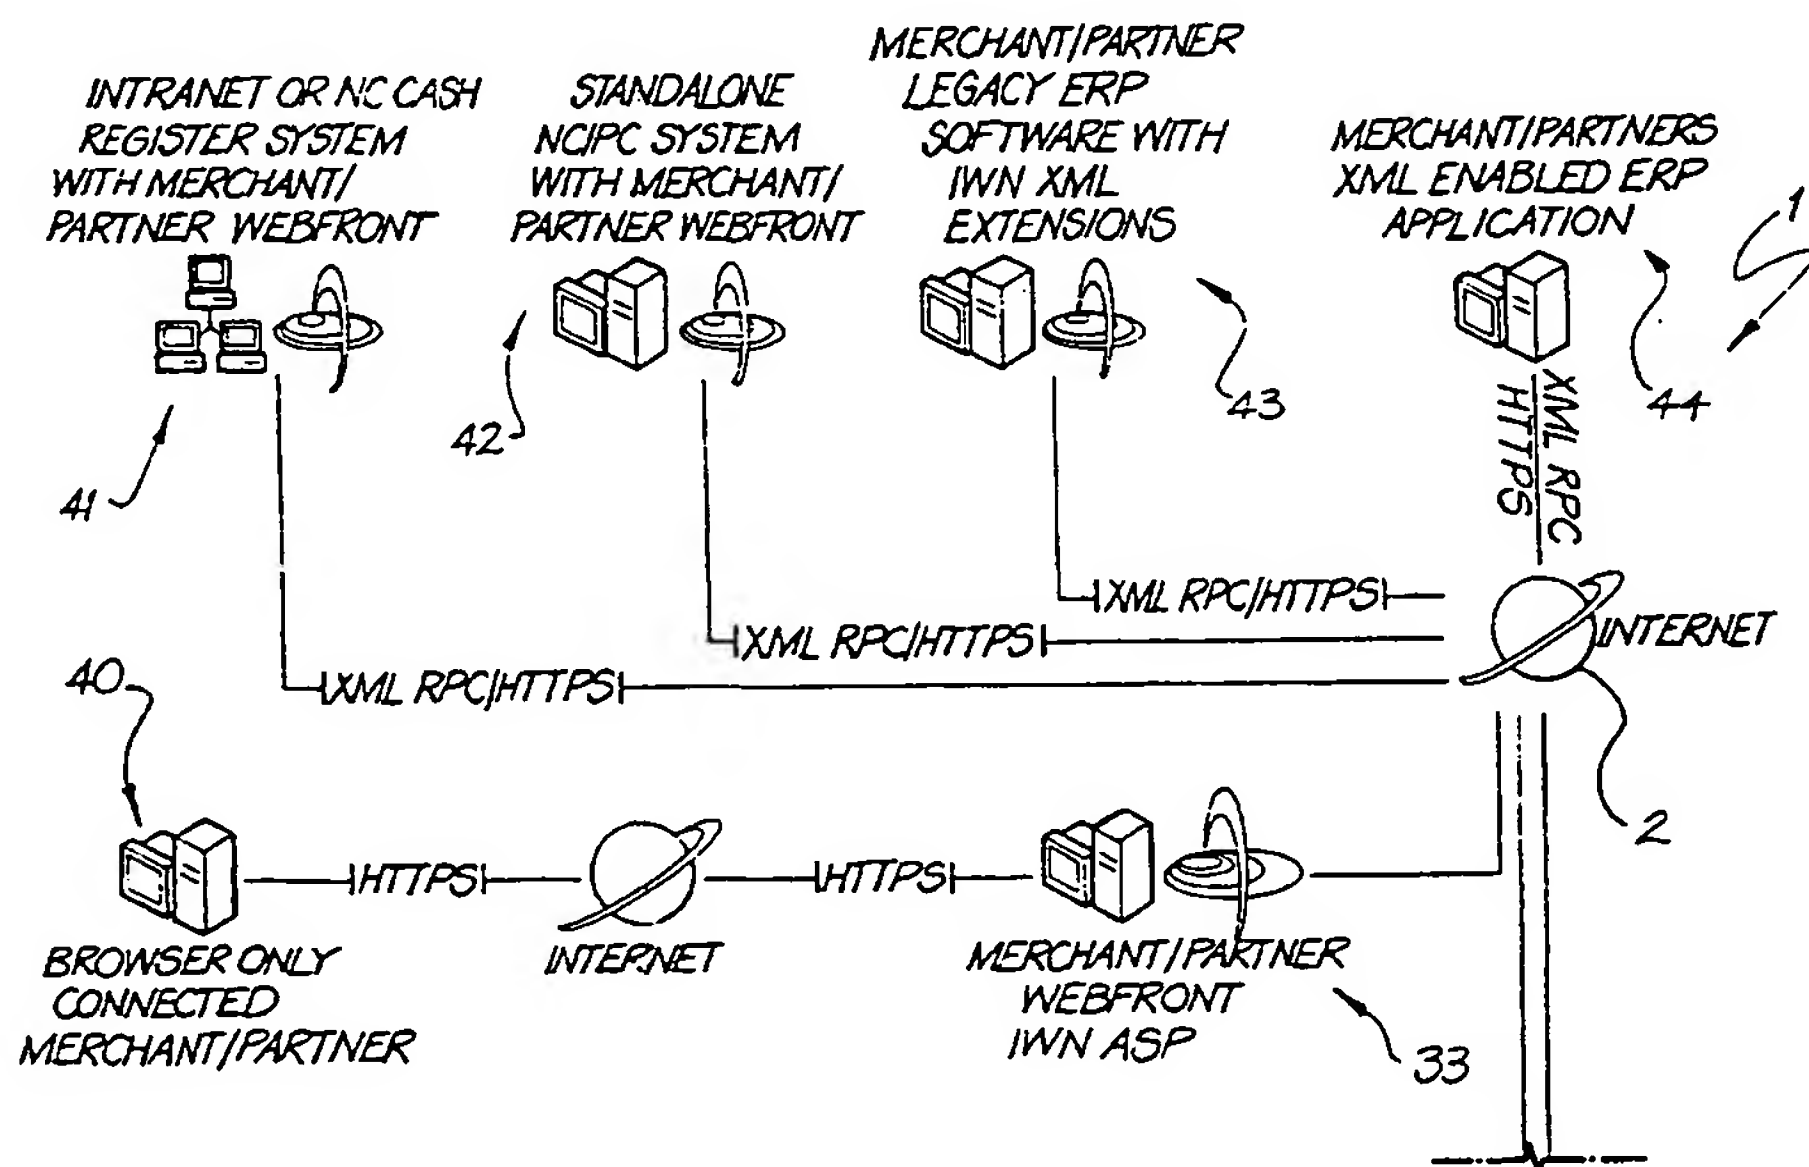 INTRANET OR NC CASH
REGISTER SYSTEM
WITH MERCHANT/
PARTNER WEBFRONT
STANDALONE
NC/PC SYSTEM
WITH MERCHANT/
PARTNER WEBFRONT
MERCHANT/PARTNER
LEGACY ERP
SOFTWARE WITH
IWN XML
EXTENSIONS
MERCHANT/PARTNERS
XML ENABLED ERP
APPLICATION
1
41
42
43
44
XML RPC
HTTPS
XML RPC/HTTPS
XML RPC/HTTPS
XML RPC/HTTPS
INTERNET
2
40
HTTPS
HTTPS
BROWSER ONLY
CONNECTED
MERCHANT/PARTNER
INTERNET
MERCHANT/PARTNER
WEBFRONT
IWN ASP
33